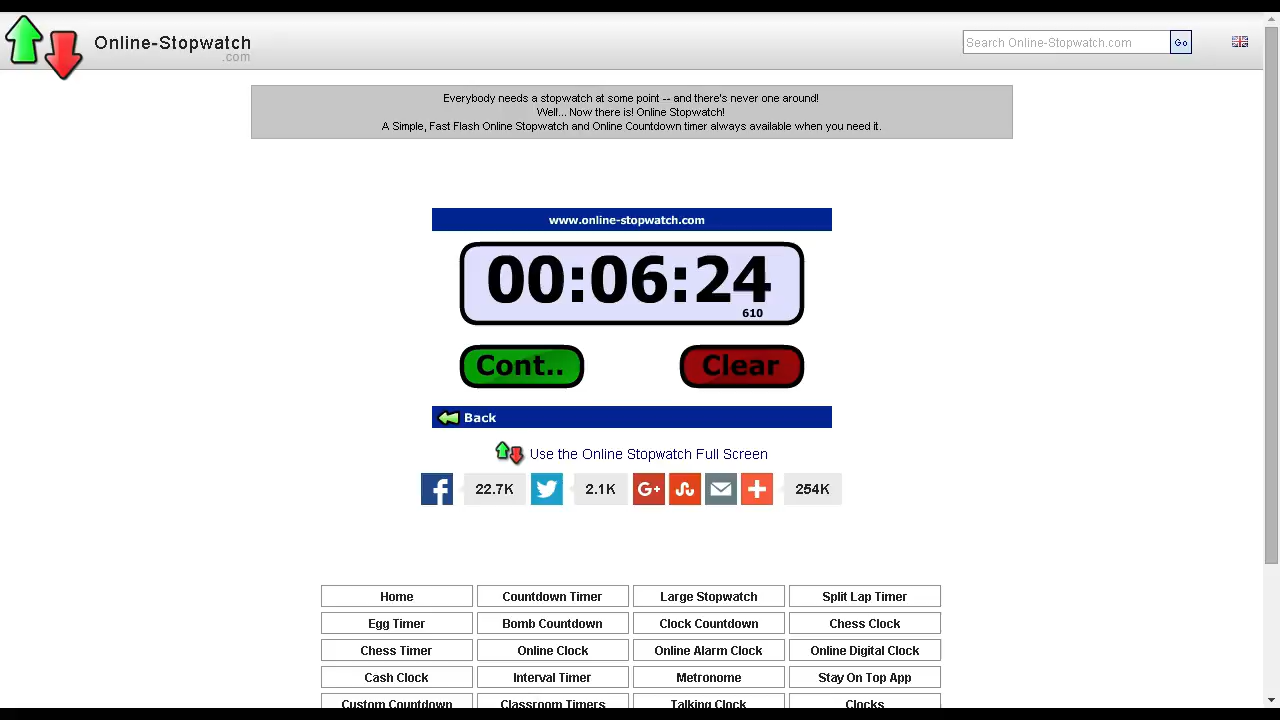 Online-Stopwatch
.com
Search Online-Stopwatch.com
Go
Everybody needs a stopwatch at some point -- and there's never one around!
Well... Now there is! Online Stopwatch!
A Simple, Fast Flash Online Stopwatch and Online Countdown timer always available when you need it.
www.online-stopwatch.com
00:06:24
610
Cont..
Clear
Back
Use the Online Stopwatch Full Screen
22.7K
2.1K
G+
254K
Home
Countdown Timer
Large Stopwatch
Split Lap Timer
Egg Timer
Bomb Countdown
Clock Countdown
Chess Clock
Chess Timer
Online Clock
Online Alarm Clock
Online Digital Clock
Cash Clock
Interval Timer
Metronome
Stay On Top App
Custom Countdown
Classroom Timers
Talking Clock
Clocks